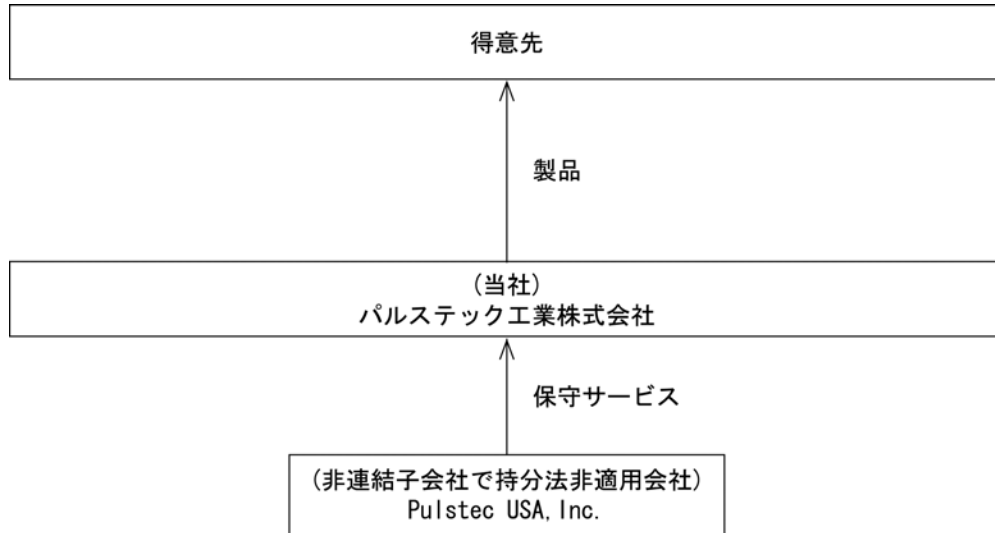 得意先
製品
(当社)
パルステック工業株式会社
保守サービス
(非連結子会社で持分法非適用会社)
Pulstec USA,Inc.